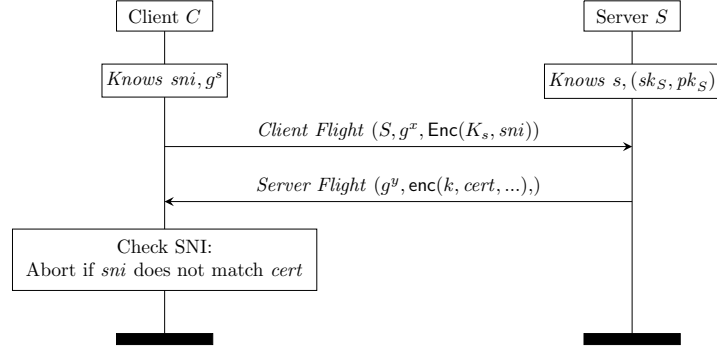 Client C
Server S
Knows sni, g^s
Knows s, (sk_S, pk_S)
Client Flight (S, g^x, Enc(K_s, sni))
Server Flight (g^y, enc(k, cert, ...),)
Check SNI:
Abort if sni does not match cert